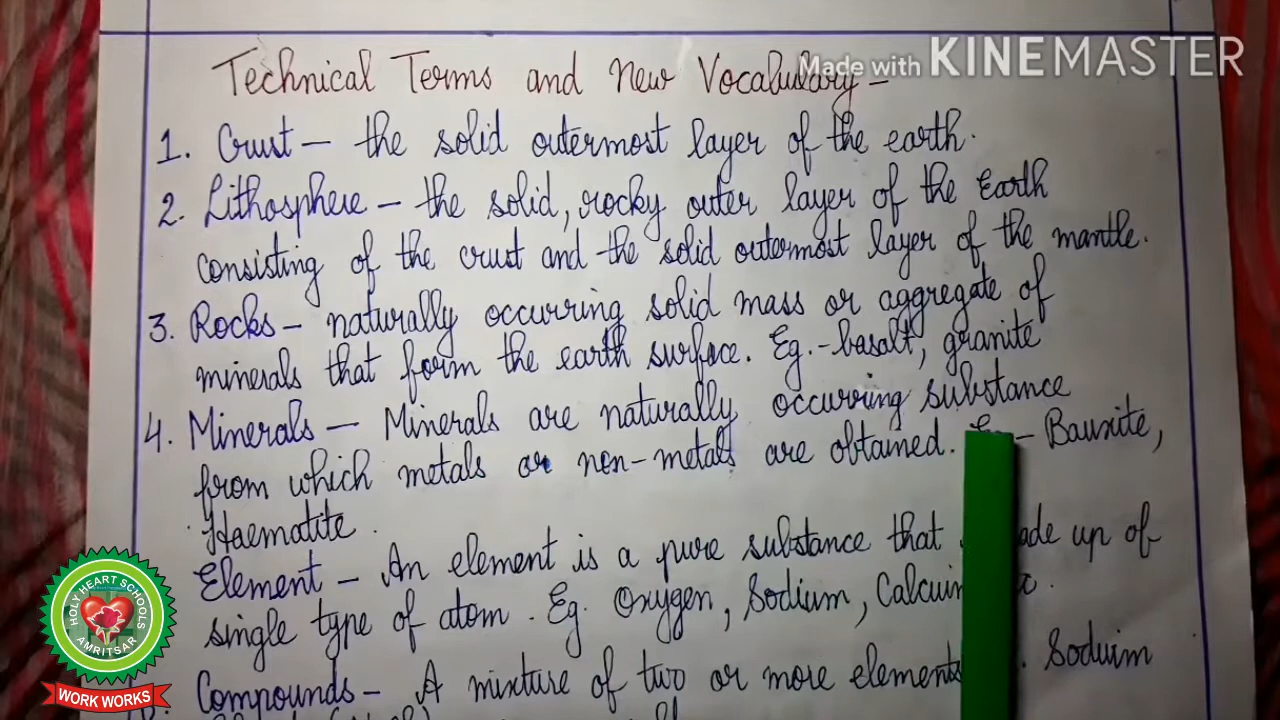 Made with KINEMASTER
Technical Terms and New Vocabulary -
1. Crust - the solid outermost layer of the earth.
2. Lithosphere - the solid, rocky outer layer of the Earth
consisting of the crust and the solid outermost layer of the mantle.
3. Rocks - naturally occurring solid mass or aggregate of
minerals that form the earth surface. Eg. - basalt, granite
4. Minerals - Minerals are naturally occurring substance
from which metals or non-metals are obtained. - Bauxite,
Haematite.
Element - An element is a pure substance that up of
single type of atom. Eg. Oxygen, Sodium,
Compounds - A mixture of two or more elements Soduim
HOLY HEART SCHOOLS
AMRITSAR
WORK WORKS